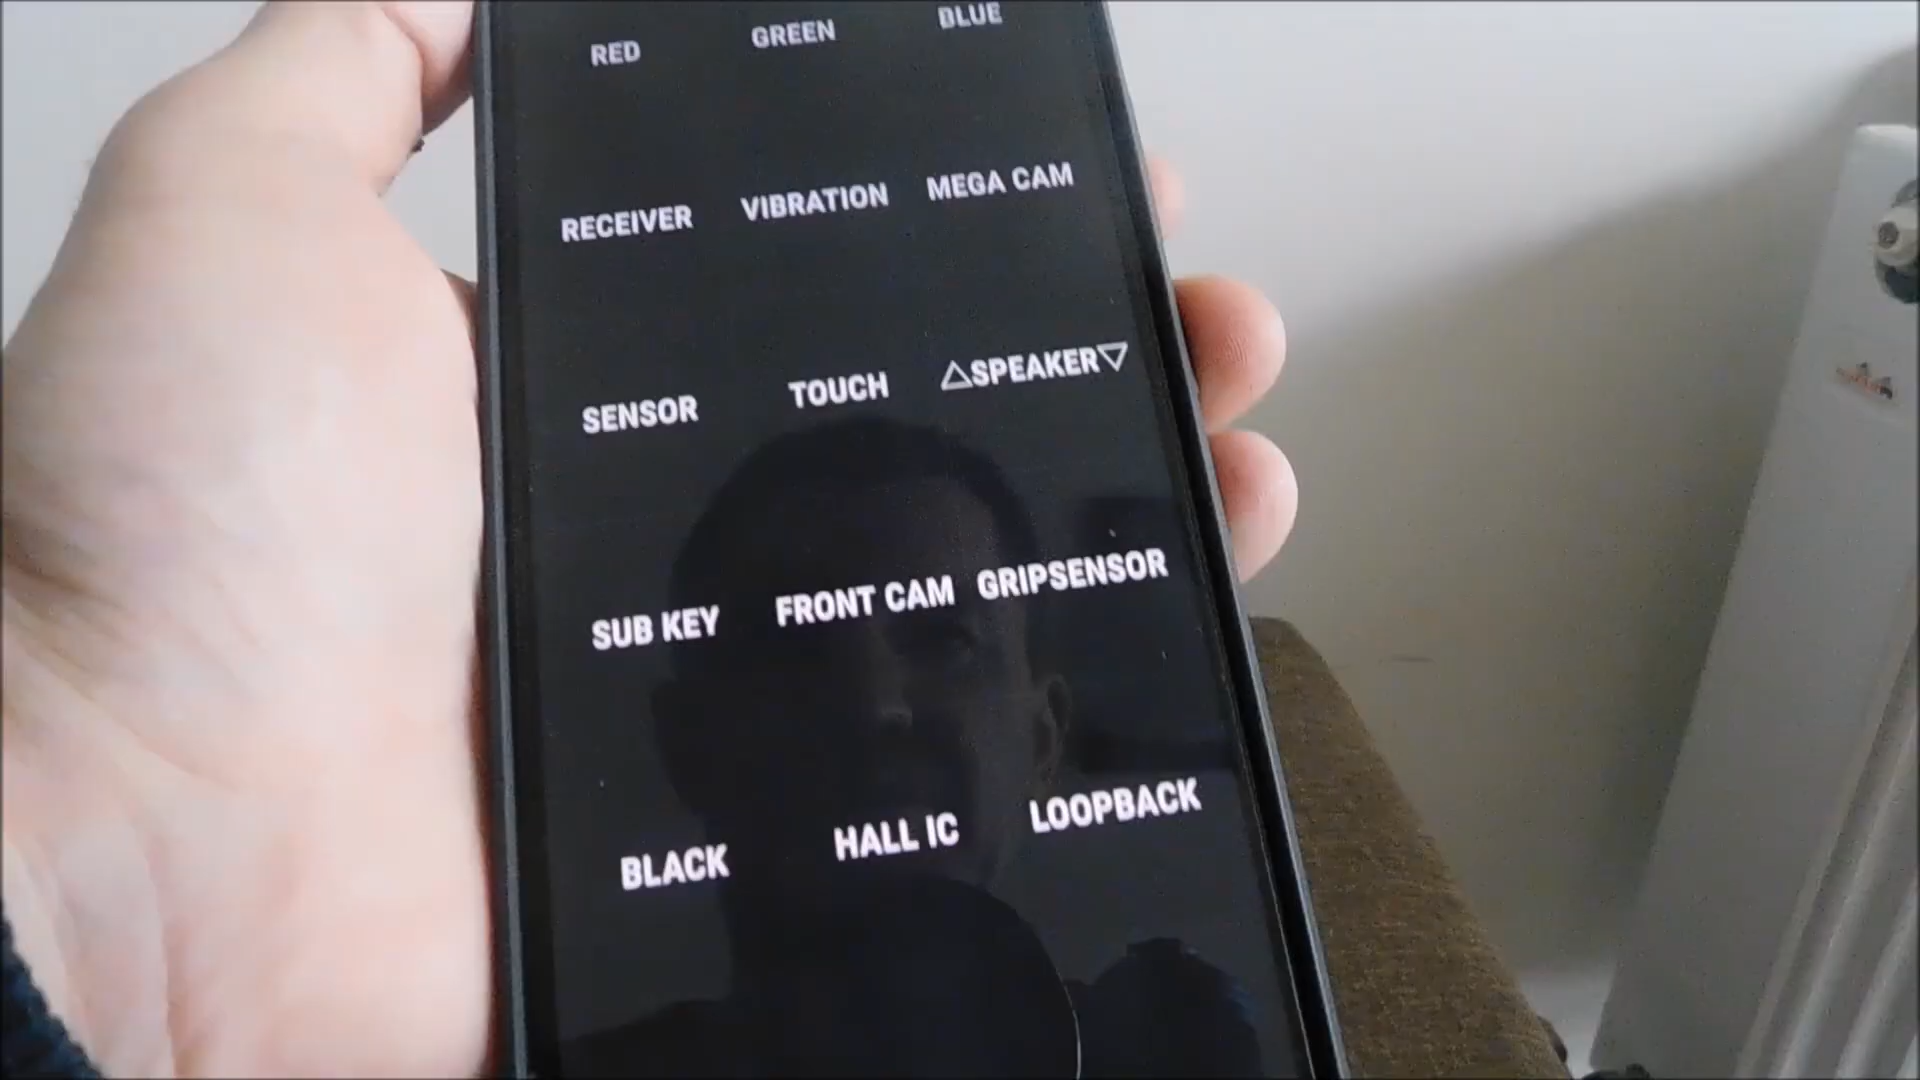 RED GREEN BLUE
RECEIVER VIBRATION MEGA CAM
SENSOR TOUCH △SPEAKER▽
SUB KEY FRONT CAM GRIPSENSOR
BLACK HALL IC LOOPBACK